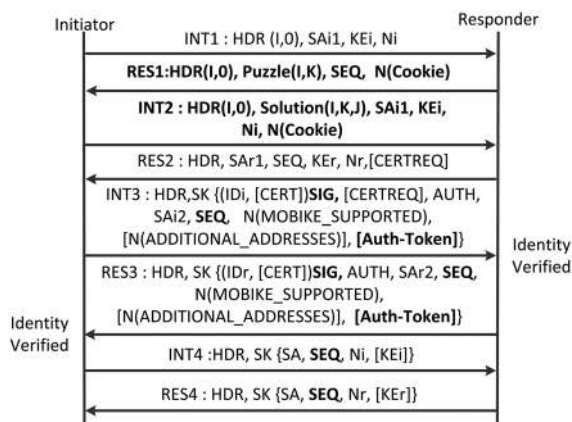 Initiator
Responder
INT1 : HDR (I,0), SAi1, KEi, Ni
RES1:HDR(I,0), Puzzle(I,K), SEQ, N(Cookie)
INT2 : HDR(I,0), Solution(I,K,J), SAi1, KEi,
Ni, N(Cookie)
RES2 : HDR, SAr1, SEQ, KEr, Nr,[CERTREQ]
INT3 : HDR,SK {(IDi, [CERT])SIG, [CERTREQ], AUTH,
SAi2, SEQ, N(MOBIKE_SUPPORTED),
[N(ADDITIONAL_ADDRESSES)], [Auth-Token]}
Identity
Verified
RES3 : HDR, SK {(IDr, [CERT])SIG, AUTH, SAr2, SEQ,
N(MOBIKE_SUPPORTED),
[N(ADDITIONAL_ADDRESSES)], [Auth-Token]}
Identity
Verified
INT4 :HDR, SK {SA, SEQ, Ni, [KEi]}
RES4 : HDR, SK {SA, SEQ, Nr, [KEr]}